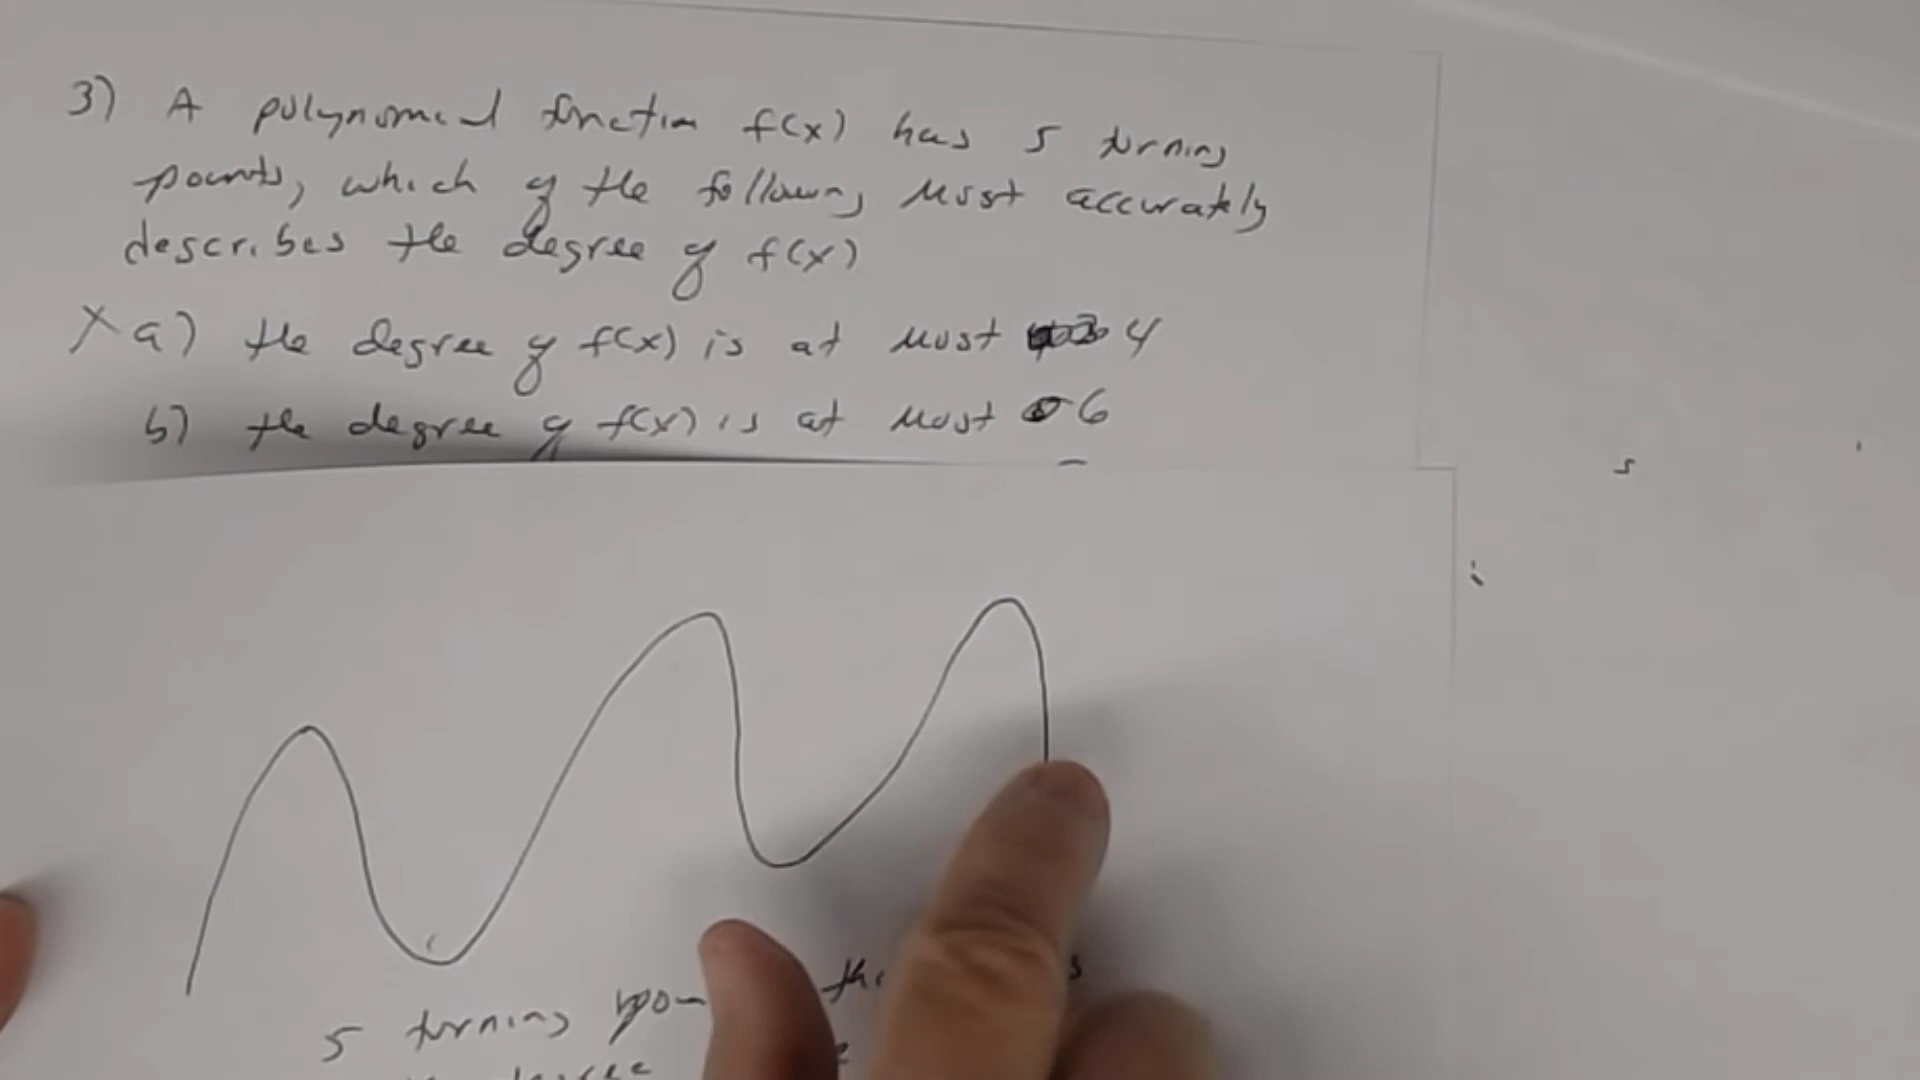 3) A polynomial function f(x) has 5 turning
points, which of the following most accurately
describes the degree of f(x)
X a) the degree of f(x) is at most 4
b) the degree of f(x) is at most 6
5 turning
degree